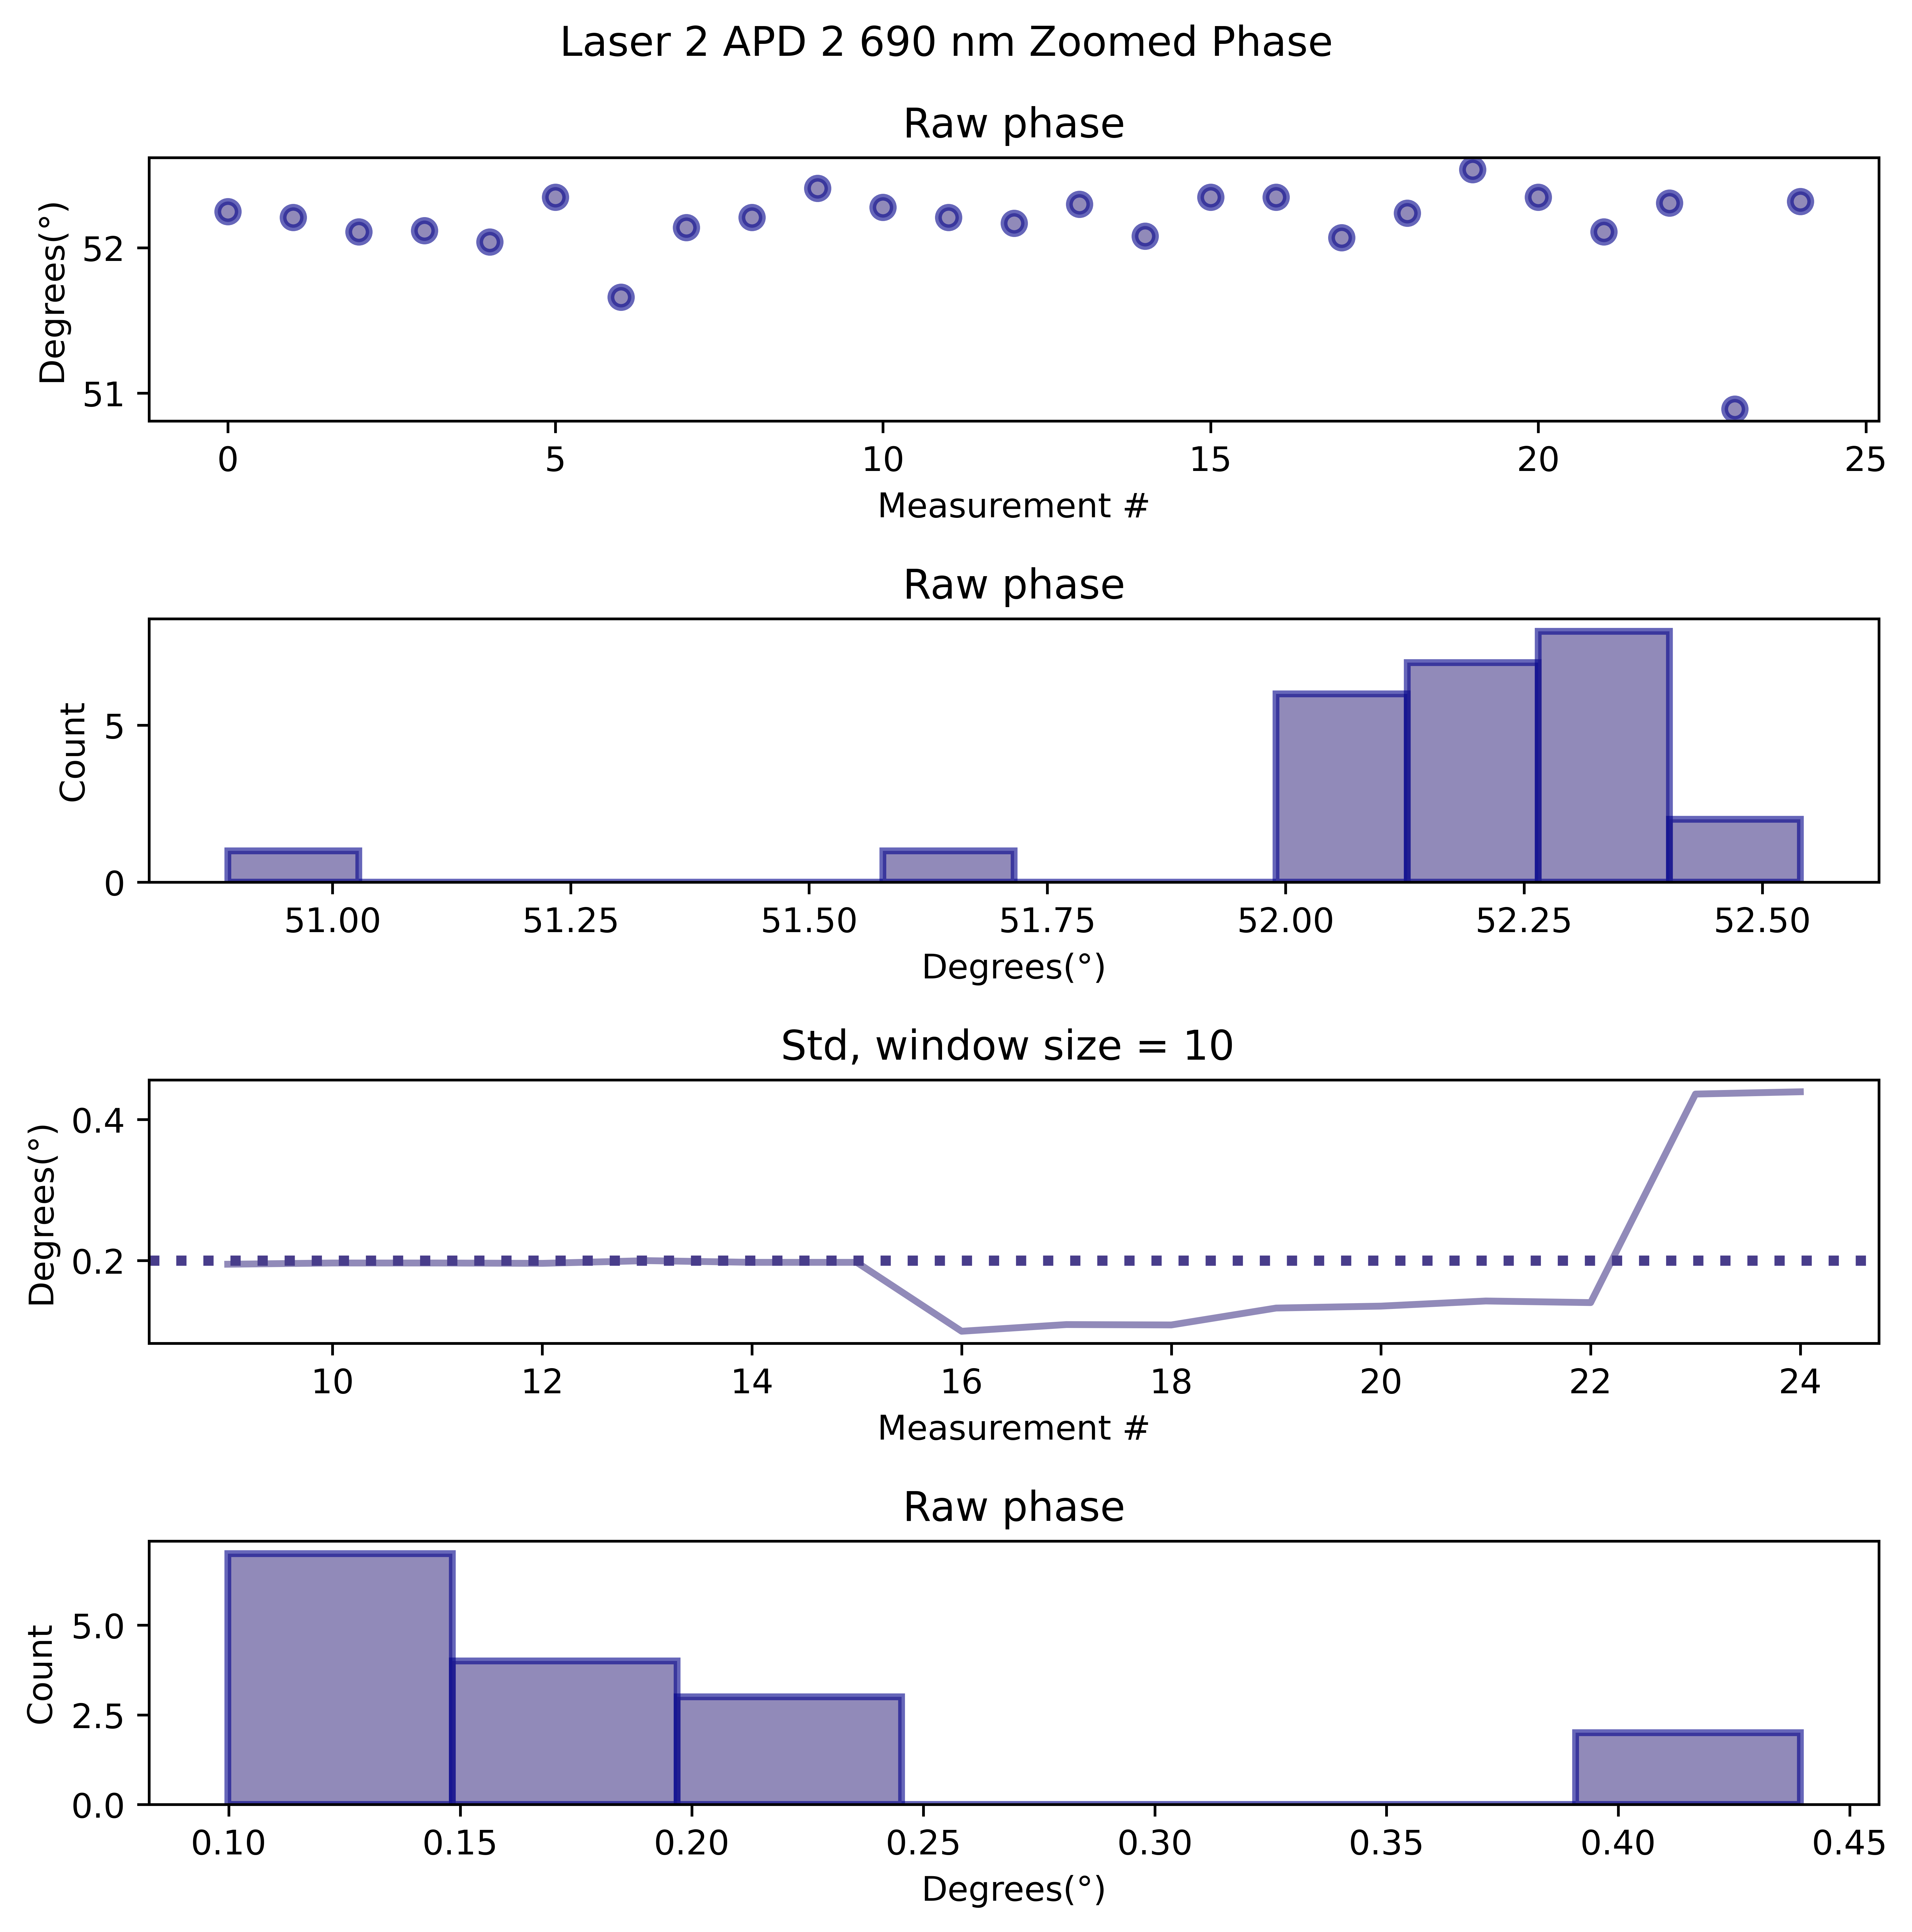 Laser 2 APD 2 690 nm Zoomed Phase
Raw phase
Degrees(°)
52
51
0 5 10 15 20 25
Measurement #
Raw phase
Count
5
0
51.00 51.25 51.50 51.75 52.00 52.25 52.50
Degrees(°)
Std, window size = 10
Degrees(°)
0.4
0.2
10 12 14 16 18 20 22 24
Measurement #
Raw phase
Count
5.0
2.5
0.0
0.10 0.15 0.20 0.25 0.30 0.35 0.40 0.45
Degrees(°)